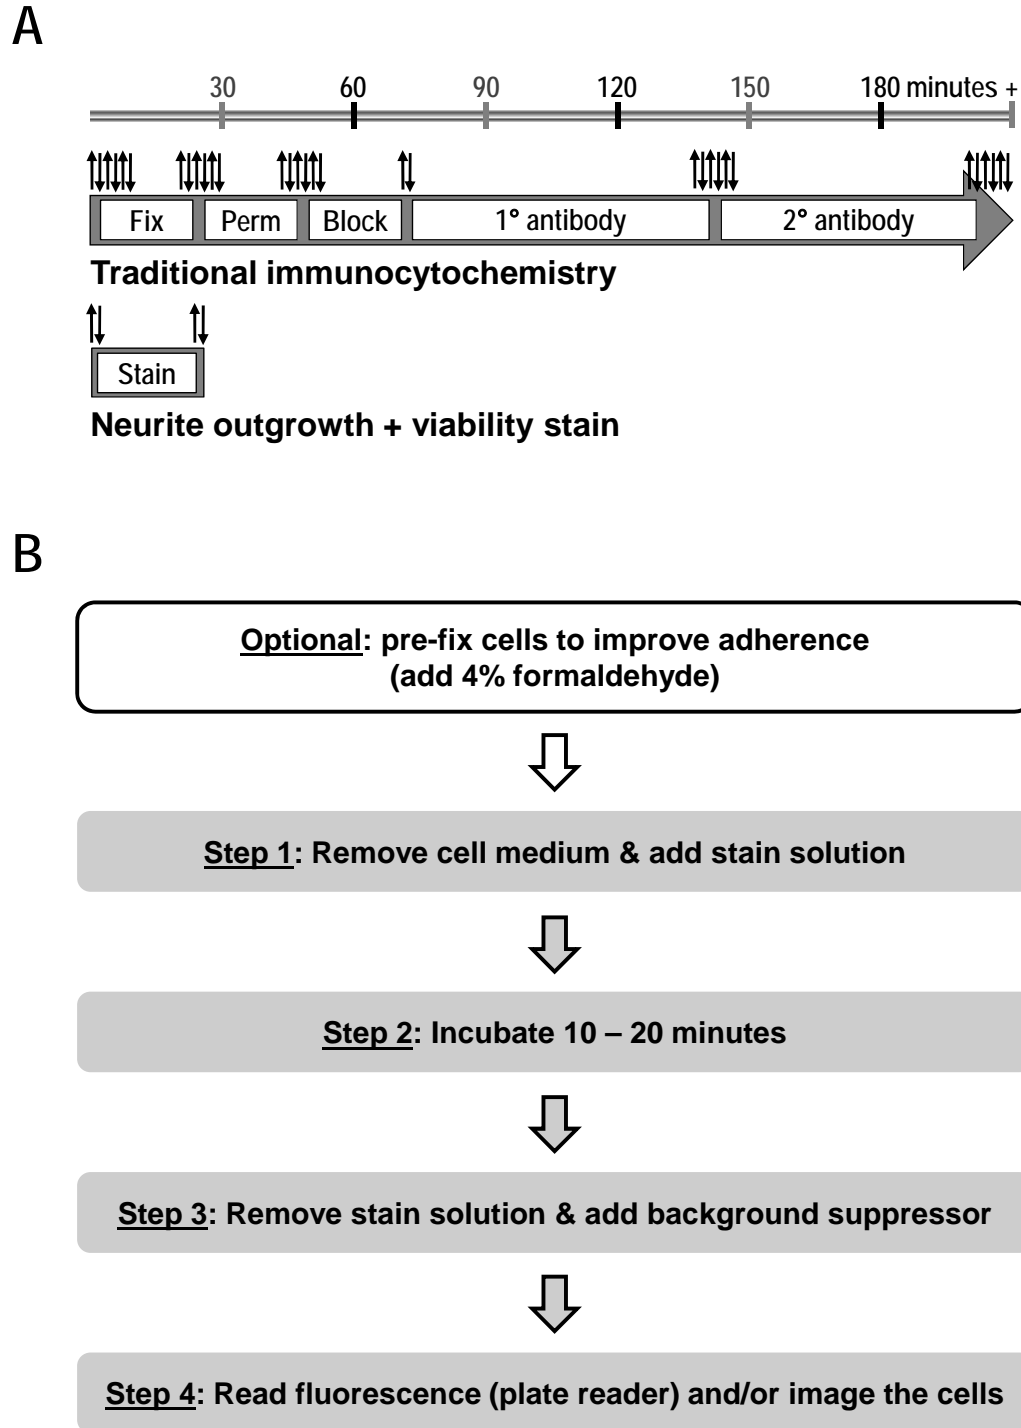 A
30 60 90 120 150 180 minutes +
Fix Perm Block 1° antibody 2° antibody
Traditional immunocytochemistry
Stain
Neurite outgrowth + viability stain
B
Optional: pre-fix cells to improve adherence
(add 4% formaldehyde)
Step 1: Remove cell medium & add stain solution
Step 2: Incubate 10 – 20 minutes
Step 3: Remove stain solution & add background suppressor
Step 4: Read fluorescence (plate reader) and/or image the cells